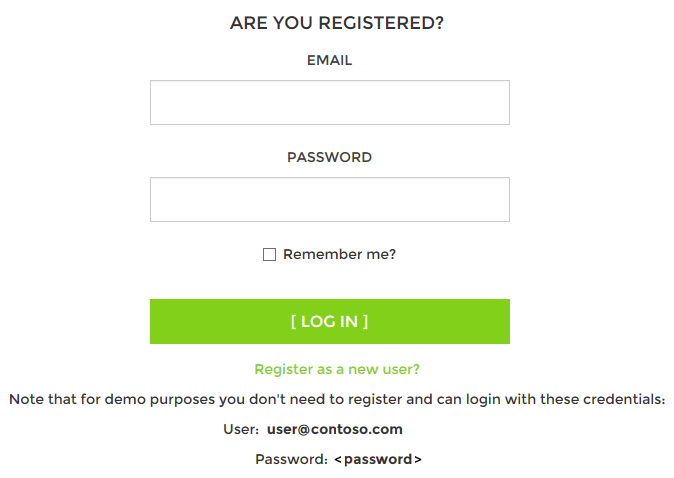 ARE YOU REGISTERED?
EMAIL
PASSWORD
Remember me?
[ LOG IN ]
Register as a new user?
Note that for demo purposes you don't need to register and can login with these credentials:
User: user@contoso.com
Password: <password>